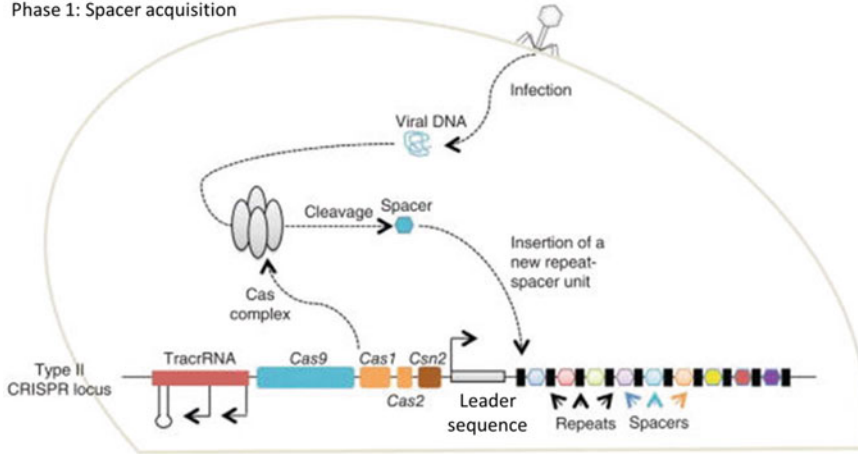 Phase 1: Spacer acquisition
Infection
Viral DNA
Cleavage
Spacer
Insertion of a
new repeat-
spacer unit
Cas
complex
TracrRNA
Cas9
Cas1
Csn2
Type II
CRISPR locus
Cas2
Leader
sequence
Repeats
Spacers